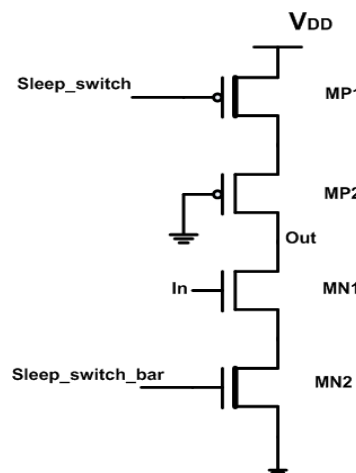 VDD
Sleep_switch
MP1
MP2
Out
In
MN1
Sleep_switch_bar
MN2